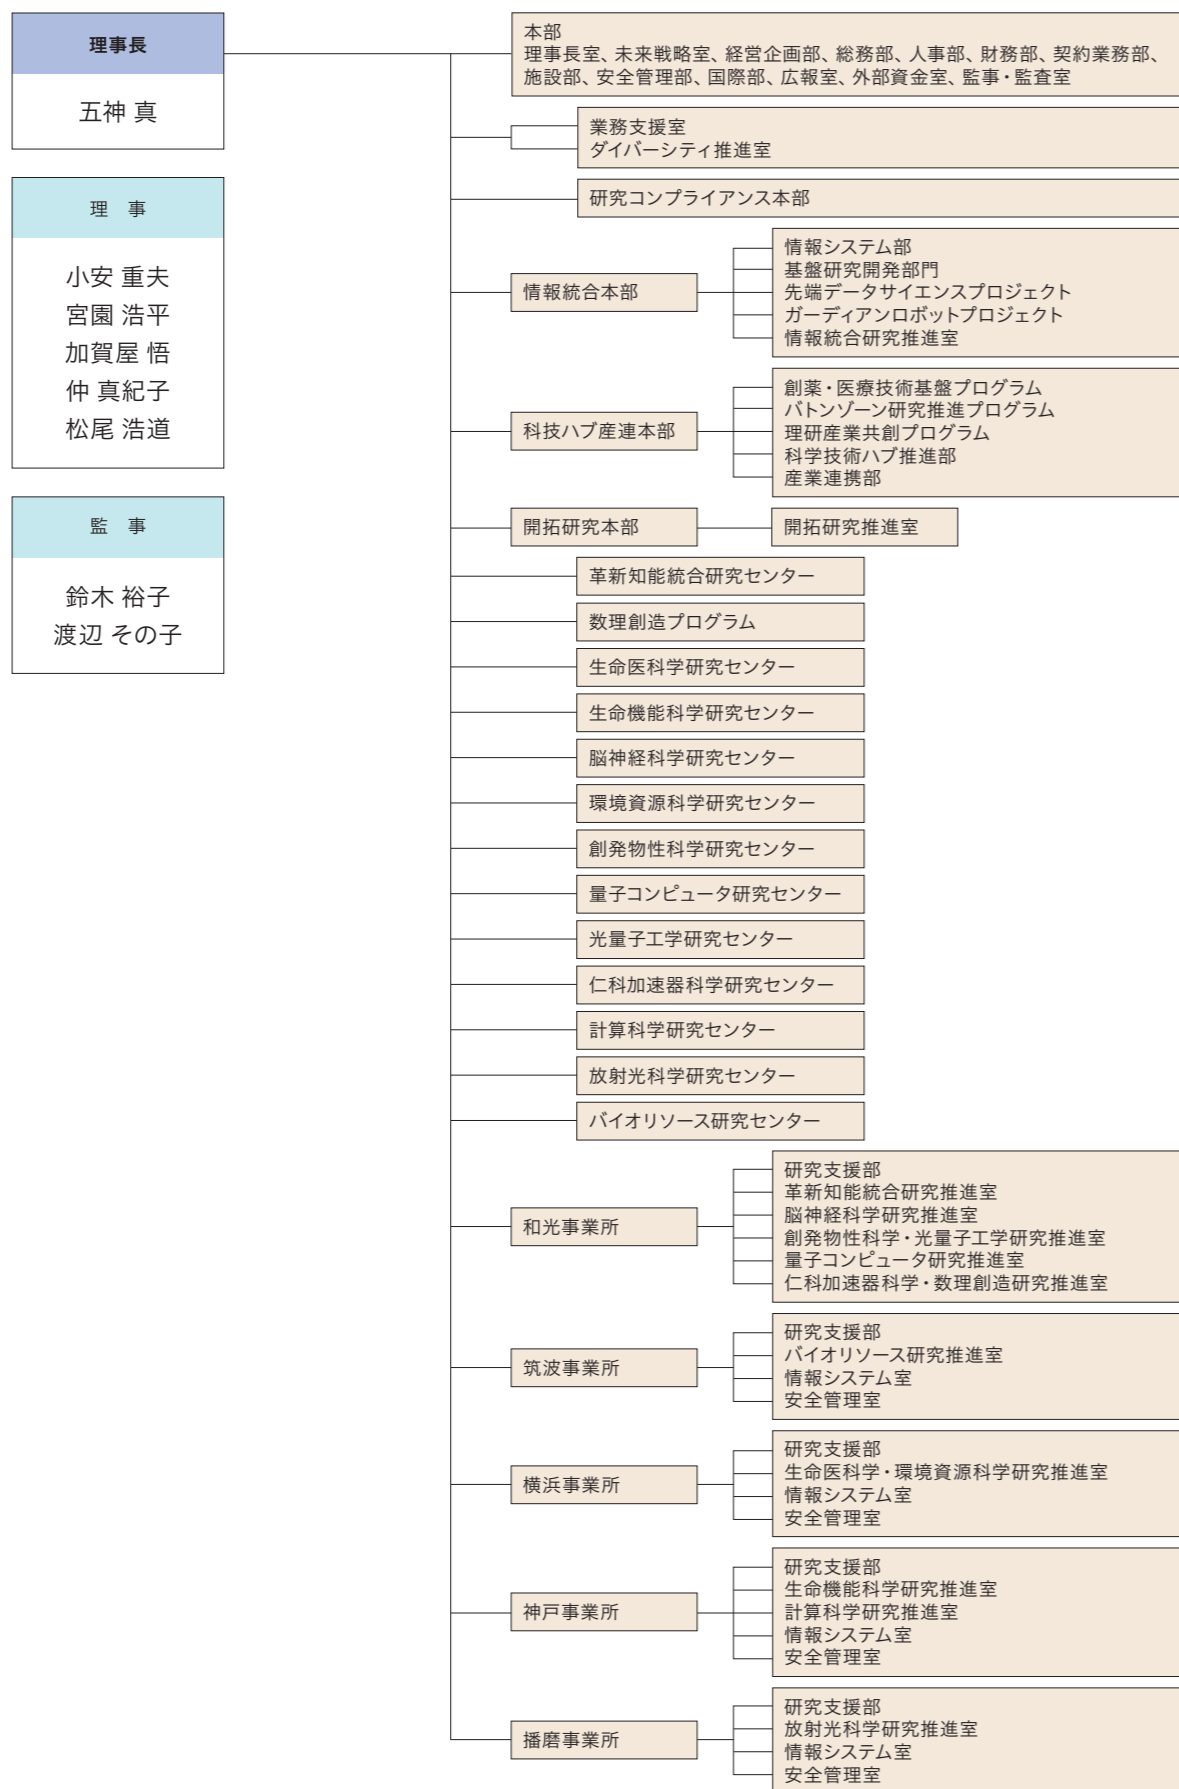 理事長
五神 真
理 事
小安 重夫
宮園 浩平
加賀屋 悟
仲 真紀子
松尾 浩道
監 事
鈴木 裕子
渡辺 その子
本部
理事長室、未来戦略室、経営企画部、総務部、人事部、財務部、契約業務部、
施設部、安全管理部、国際部、広報室、外部資金室、監事・監査室
業務支援室
ダイバーシティ推進室
研究コンプライアンス本部
情報統合本部
情報システム部
基盤研究開発部門
先端データサイエンスプロジェクト
ガーディアンロボットプロジェクト
情報統合研究推進室
科技ハブ産連本部
創薬・医療技術基盤プログラム
バトンゾーン研究推進プログラム
理研産業共創プログラム
科学技術ハブ推進部
産業連携部
開拓研究本部
開拓研究推進室
革新知能統合研究センター
数理創造プログラム
生命医科学研究センター
生命機能科学研究センター
脳神経科学研究センター
環境資源科学研究センター
創発物性科学研究センター
量子コンピュータ研究センター
光量子工学研究センター
仁科加速器科学研究センター
計算科学研究センター
放射光科学研究センター
バイオリソース研究センター
和光事業所
研究支援部
革新知能統合研究推進室
脳神経科学研究推進室
創発物性科学・光量子工学研究推進室
量子コンピュータ研究推進室
仁科加速器科学・数理創造研究推進室
筑波事業所
研究支援部
バイオリソース研究推進室
情報システム室
安全管理室
横浜事業所
研究支援部
生命医科学・環境資源科学研究推進室
情報システム室
安全管理室
神戸事業所
研究支援部
生命機能科学研究推進室
計算科学研究推進室
情報システム室
安全管理室
播磨事業所
研究支援部
放射光科学研究推進室
情報システム室
安全管理室